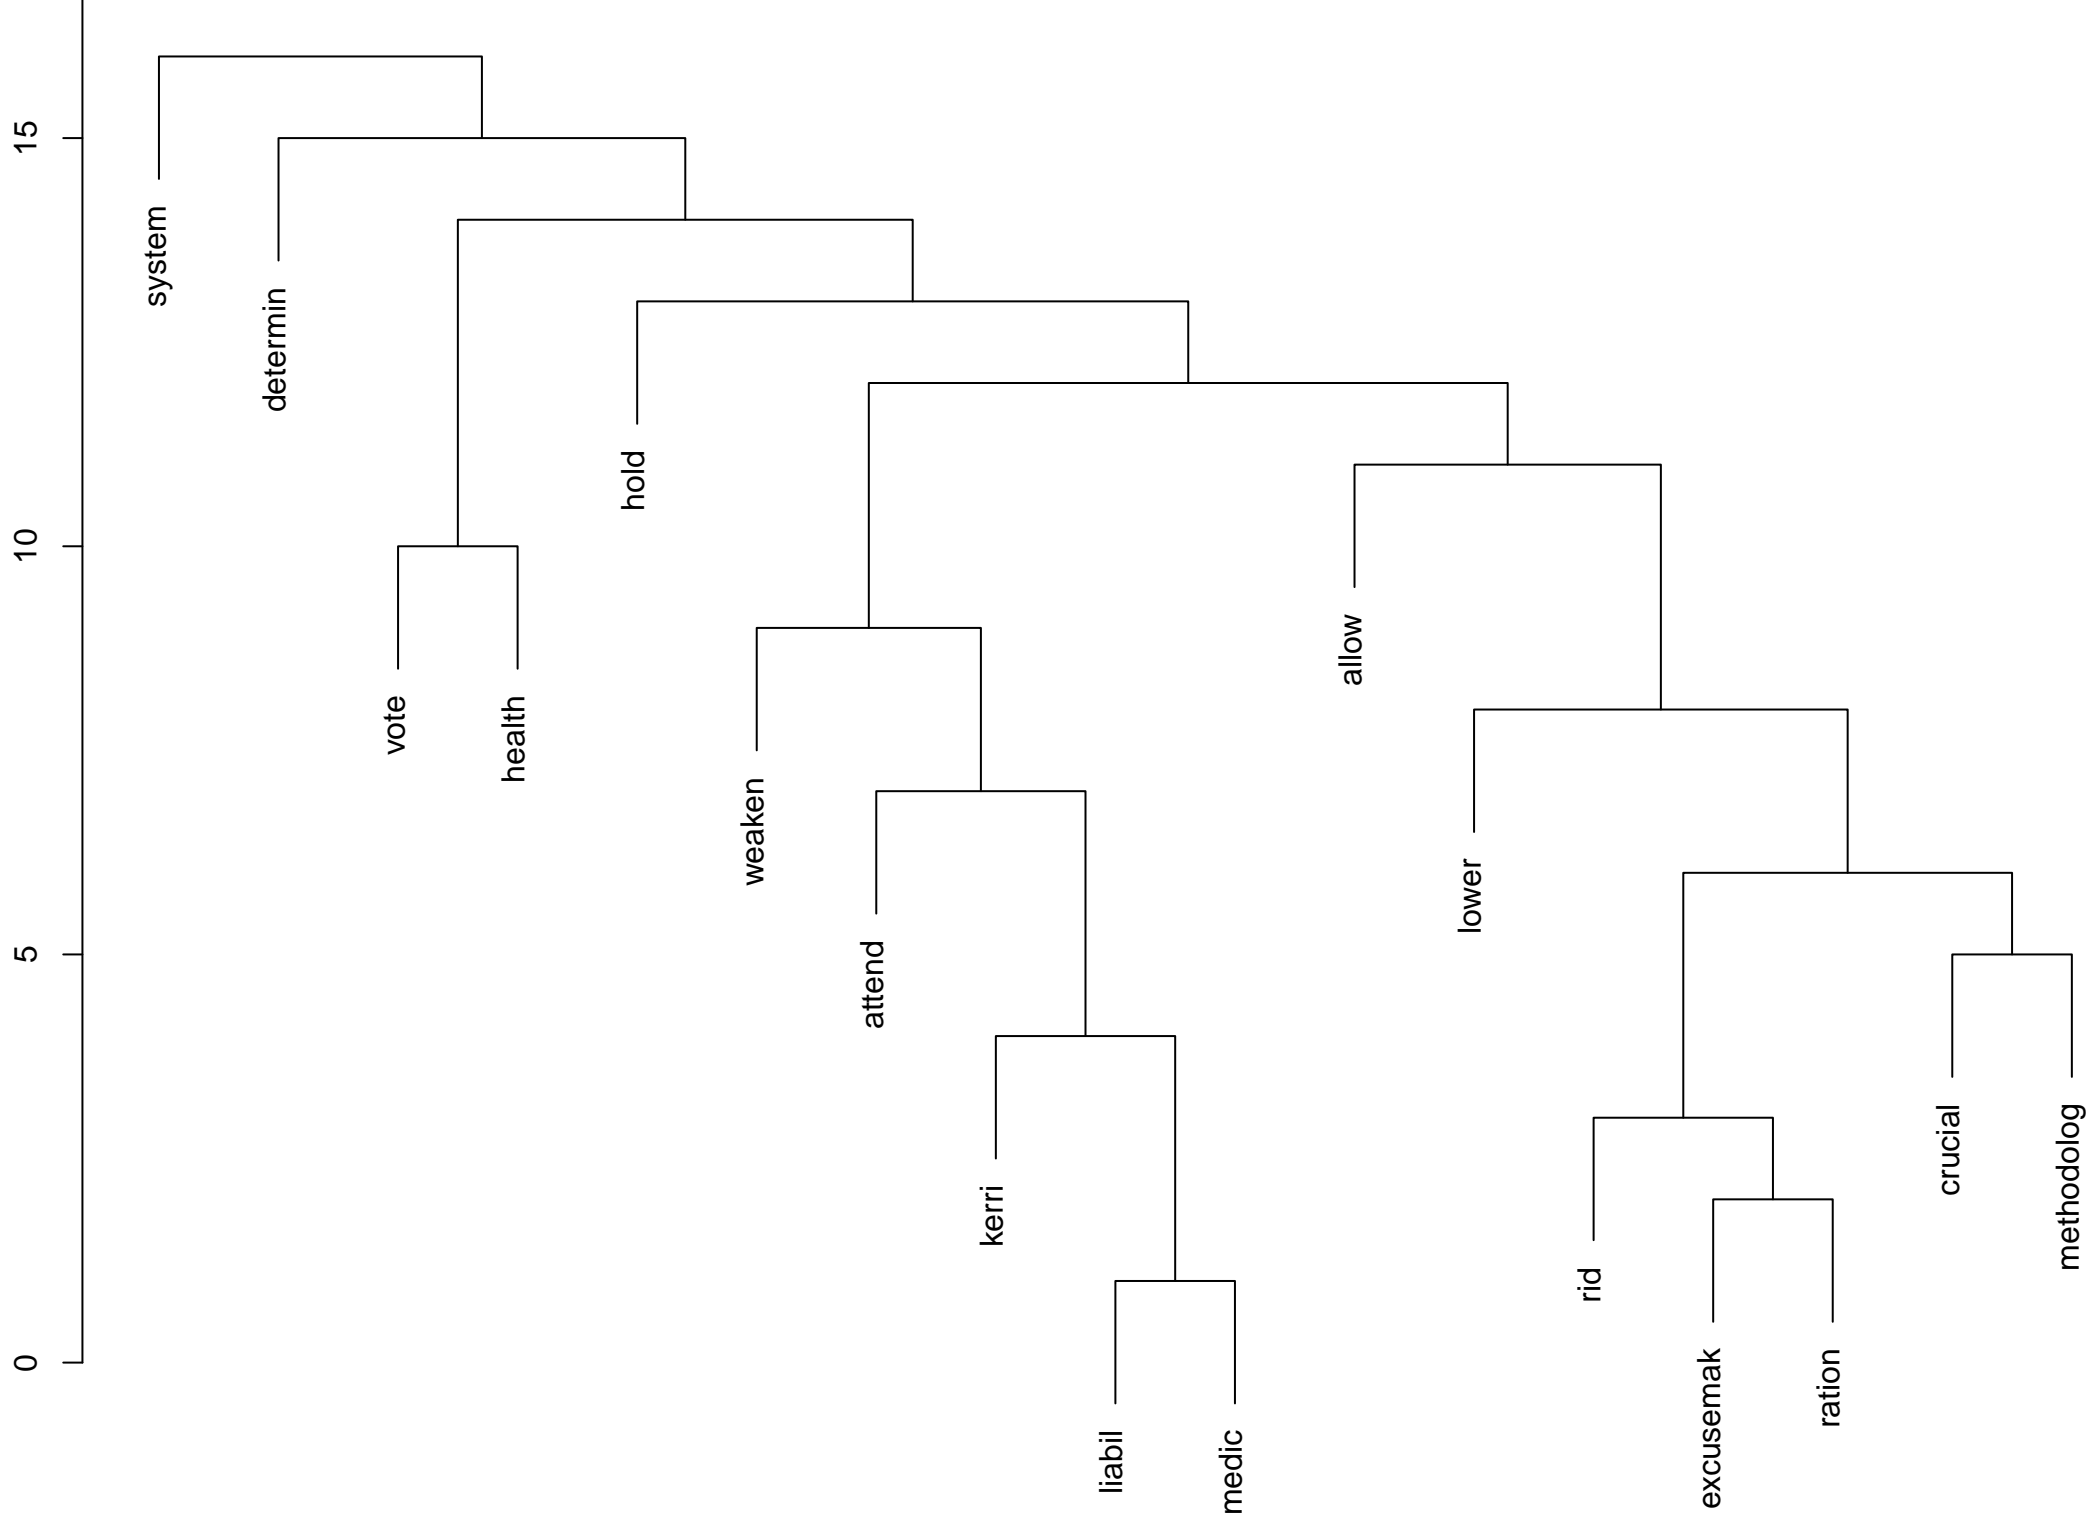 15
10
5
0
system
determin
vote
health
hold
weaken
attend
kerri
liabil
medic
allow
lower
rid
excusemak
ration
crucial
methodolog